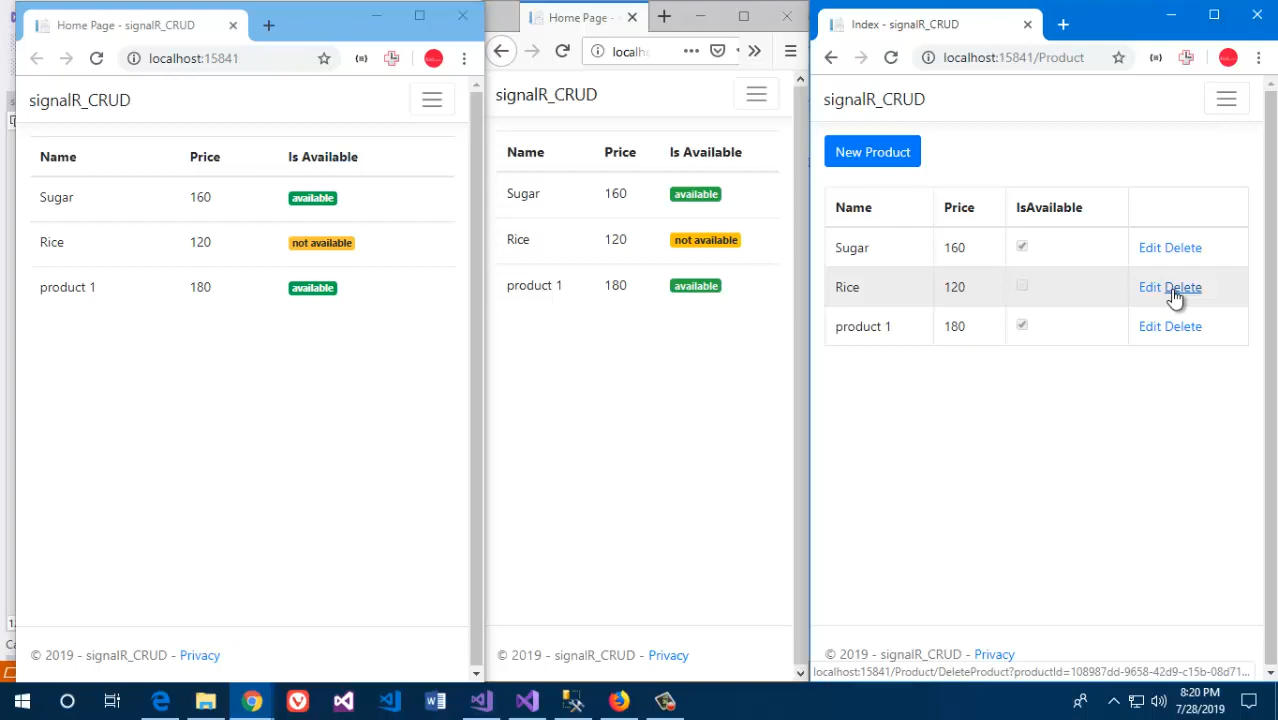 Home Page - signalR_CRUD
localhost:15841
signalR_CRUD
Name Price Is Available
Sugar 160 available
Rice 120 not available
product 1 180 available
© 2019 - signalR_CRUD - Privacy
Home Page -
localh
signalR_CRUD
Name Price Is Available
Sugar 160 available
Rice 120 not available
product 1 180 available
© 2019 - signalR_CRUD - Privacy
Index - signalR_CRUD
localhost:15841/Product
signalR_CRUD
New Product
Name Price IsAvailable
Sugar 160 Edit Delete
Rice 120 Edit Delete
product 1 180 Edit Delete
© 2019 - signalR_CRUD - Privacy
localhost:15841/Product/DeleteProduct?productId=108987dd-9658-42d9-c15b-08d71...
8:20 PM
7/28/2019